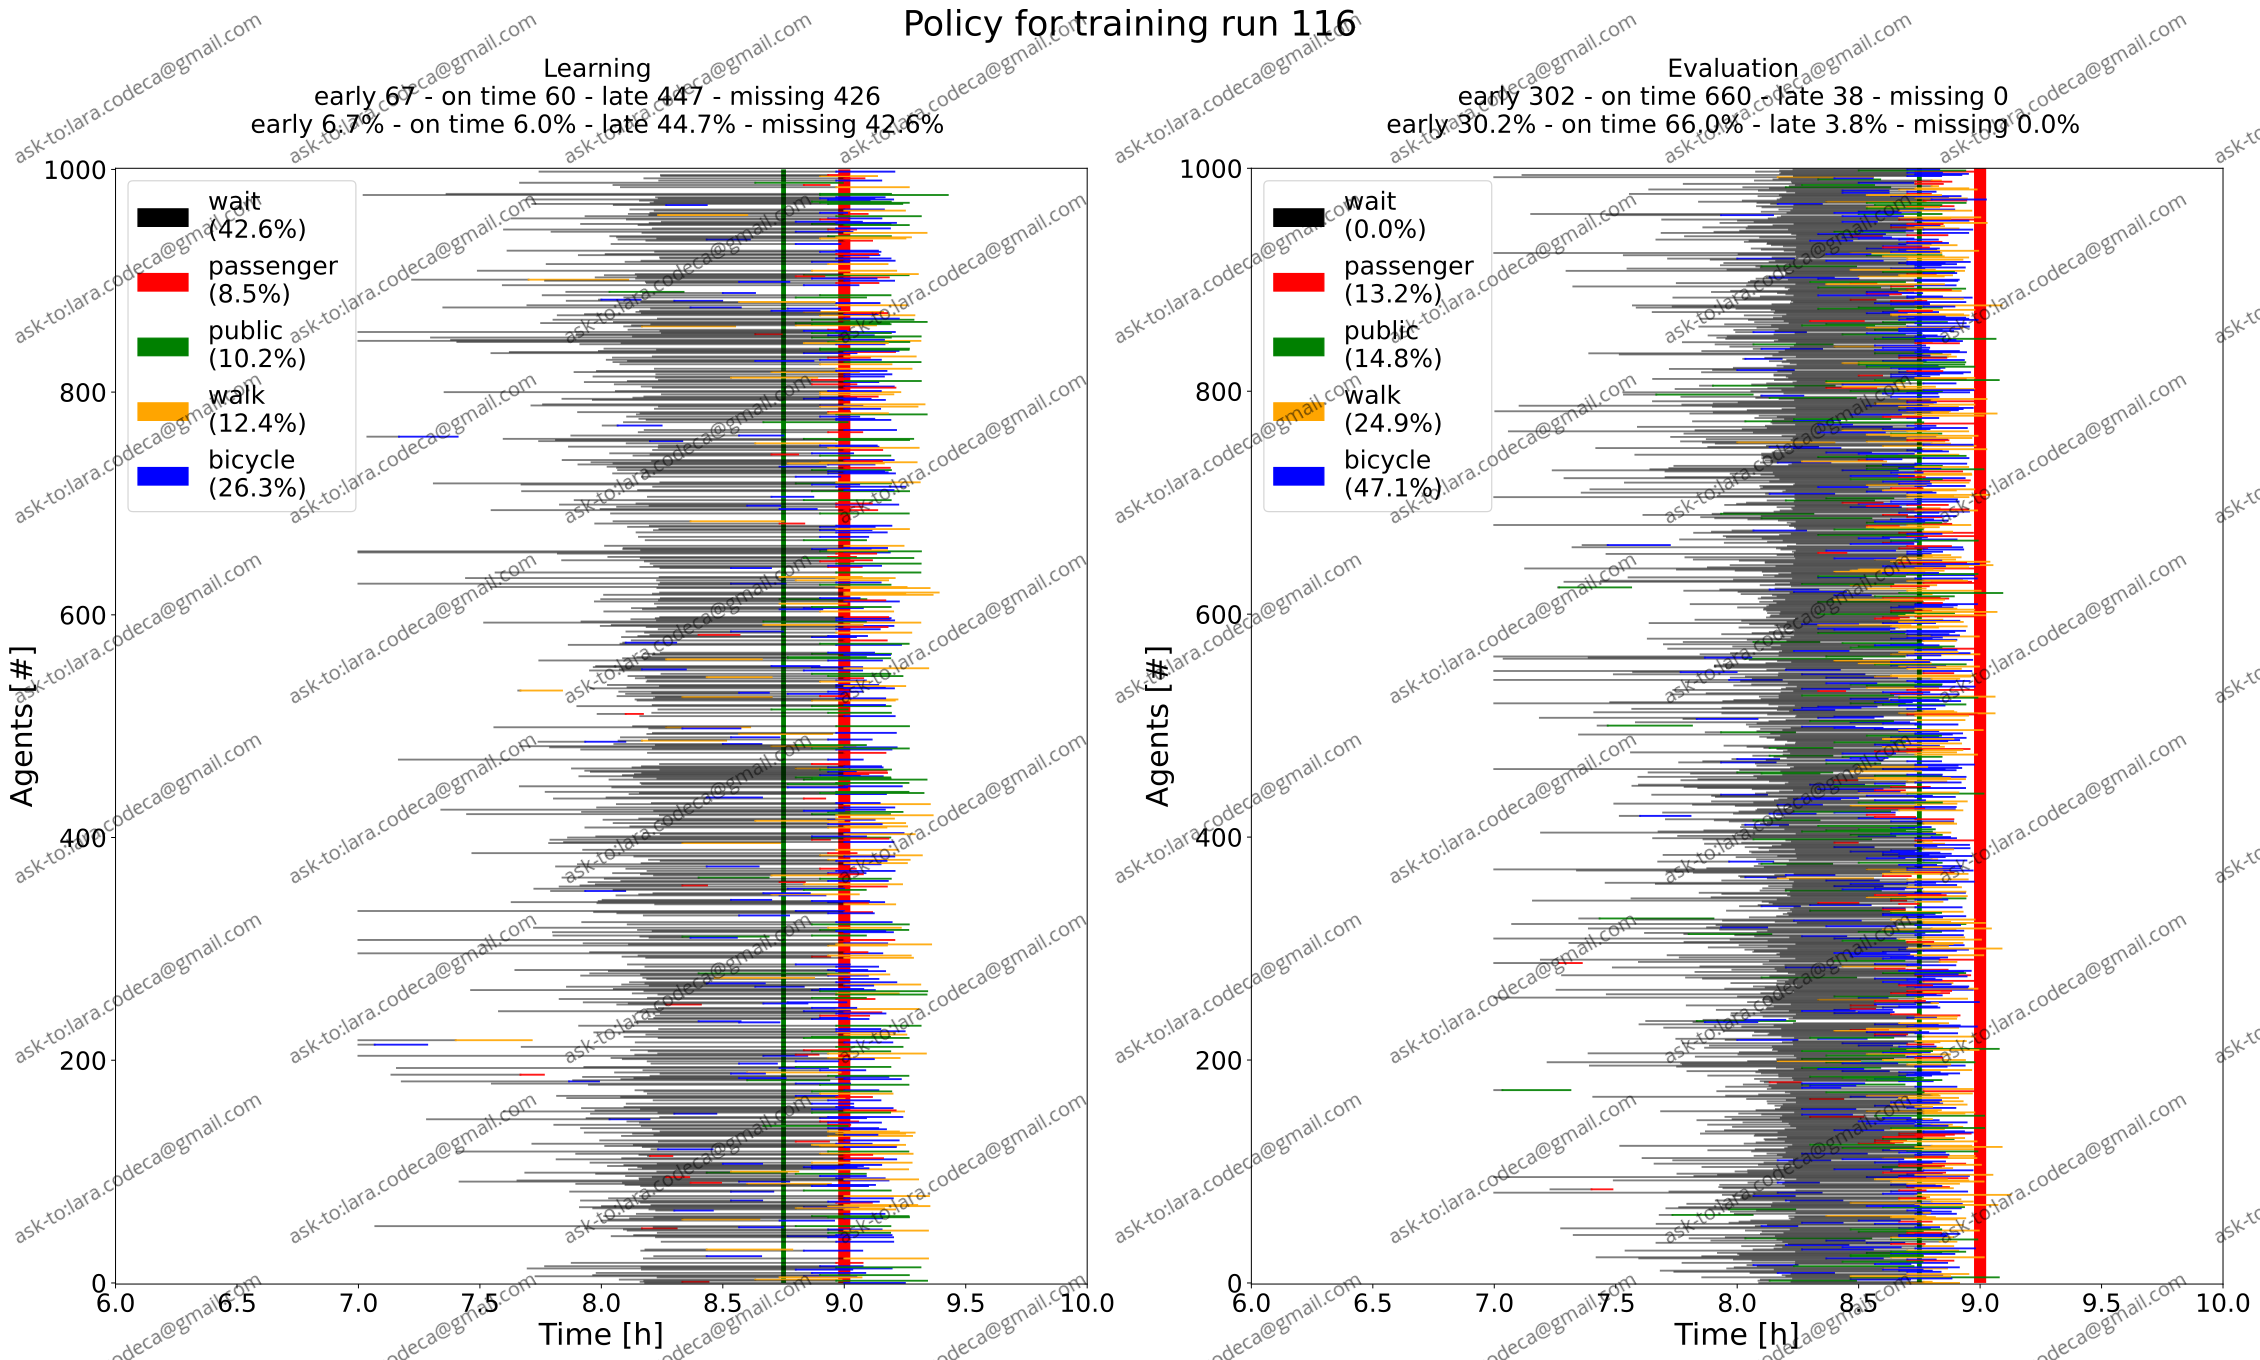 Policy for training run 116
Learning
early 67 - on time 60 - late 447 - missing 426
early 6.7% - on time 6.0% - late 44.7% - missing 42.6%
1000
800
600
400
200
0
Agents [#]
wait
(42.6%)
passenger
(8.5%)
public
(10.2%)
walk
(12.4%)
bicycle
(26.3%)
6.0 6.5 7.0 7.5 8.0 8.5 9.0 9.5 10.0
Time [h]
Evaluation
early 302 - on time 660 - late 38 - missing 0
early 30.2% - on time 66.0% - late 3.8% - missing 0.0%
1000
800
600
400
200
0
Agents [#]
wait
(0.0%)
passenger
(13.2%)
public
(14.8%)
walk
(24.9%)
bicycle
(47.1%)
6.0 6.5 7.0 7.5 8.0 8.5 9.0 9.5 10.0
Time [h]
ask-to:lara.codeca@gmail.com